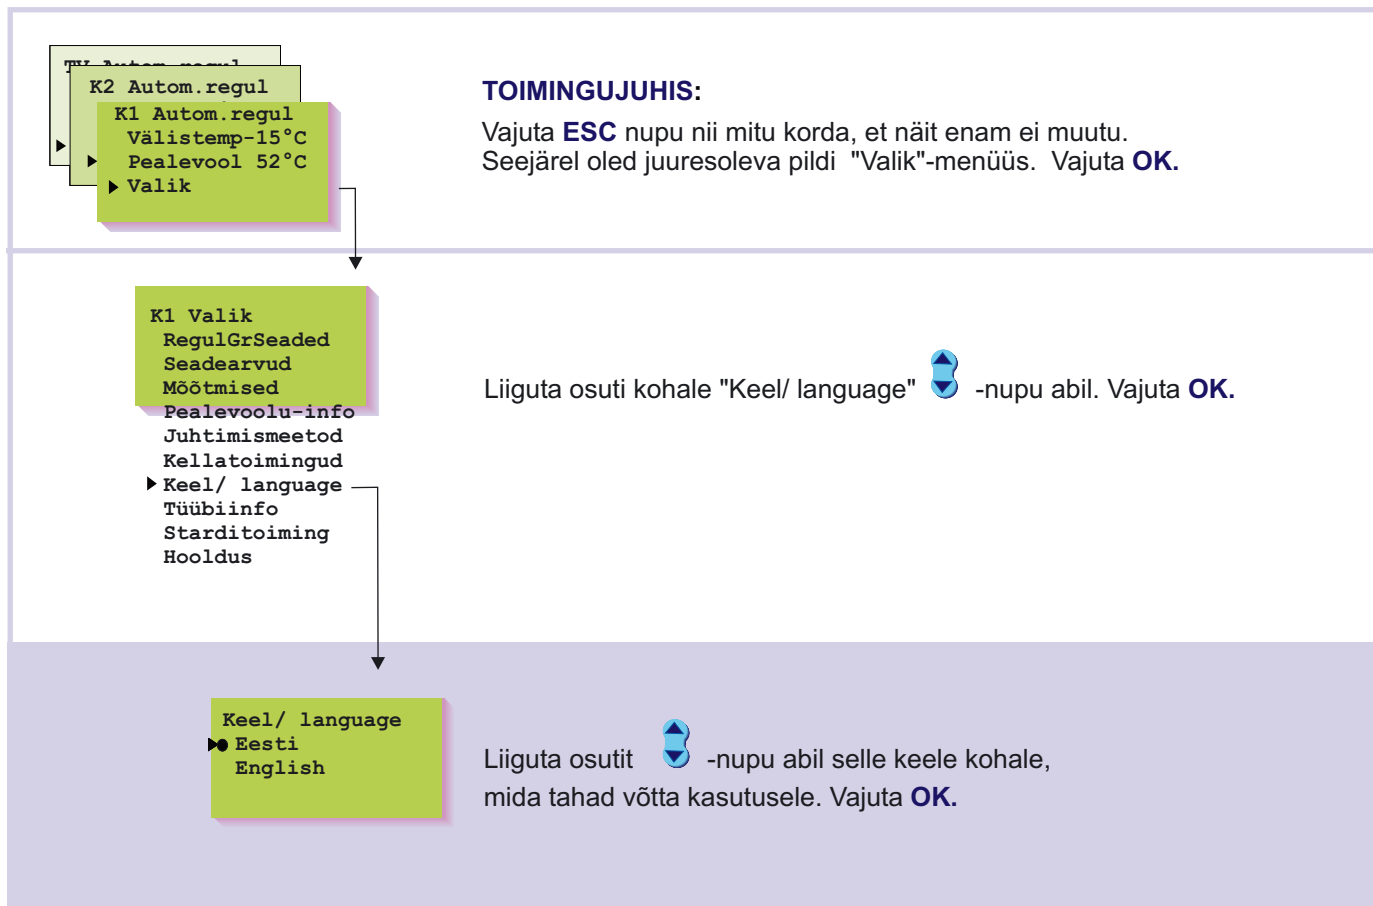 TV Autom.regul
K2 Autom.regul
K1 Autom.regul
Välistemp-15°C
Pealevool 52°C
Valik
TOIMINGUJUHIS:
Vajuta ESC nupu nii mitu korda, et näit enam ei muutu.
Seejärel oled juuresoleva pildi "Valik"-menüüs. Vajuta OK.
K1 Valik
RegulGrSeaded
Seadearvud
Mõõtmised
Pealevoolu-info
Juhtimismeetod
Kellatoimingud
Keel/ language
Tüübiinfo
Starditoiming
Hooldus
Liiguta osuti kohale "Keel/ language" -nupu abil. Vajuta OK.
Keel/ language
Eesti
English
Liiguta osutit -nupu abil selle keele kohale,
mida tahad võtta kasutusele. Vajuta OK.